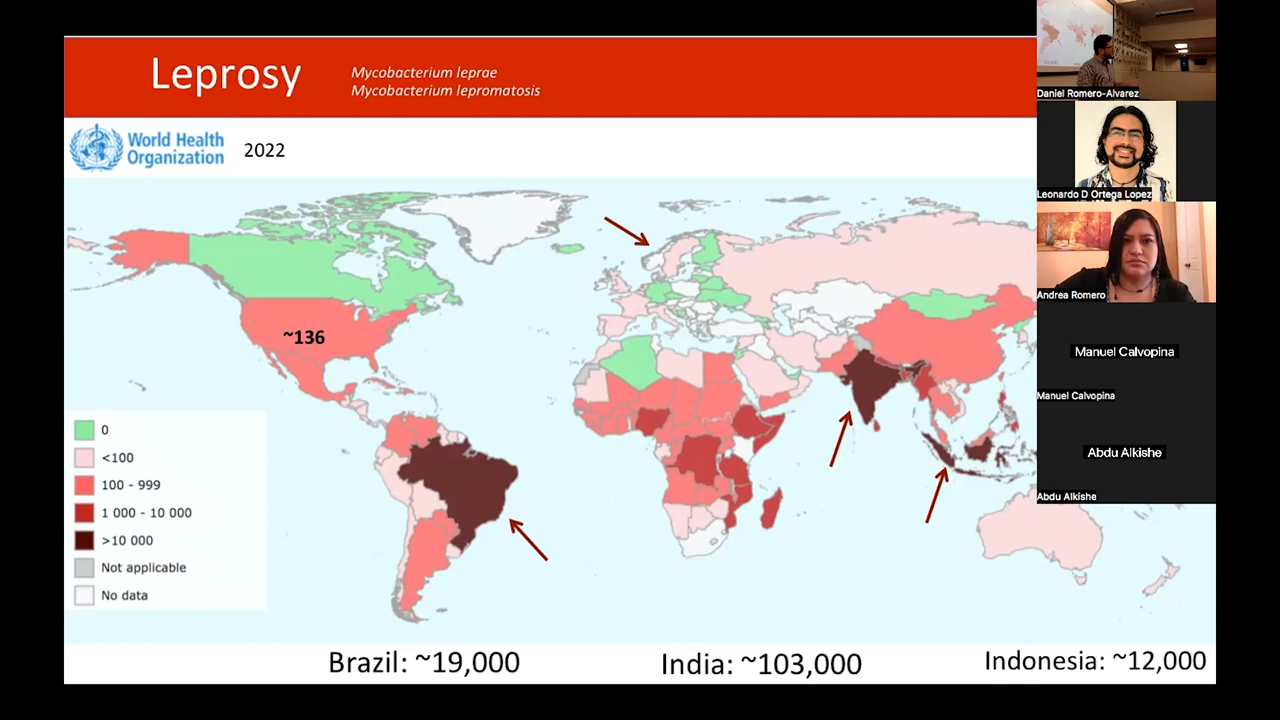 Leprosy
Mycobacterium leprae
Mycobacterium lepromatosis
World Health
Organization
2022
~136
0
<100
100 - 999
1 000 - 10 000
>10 000
Not applicable
No data
Brazil: ~19,000
India: ~103,000
Indonesia: ~12,000
Daniel Romero-Alvarez
Leonardo D Ortega Lopez
Andrea Romero
Manuel Calvopina
Manuel Calvopina
Abdu Alkishe
Abdu Alkishe